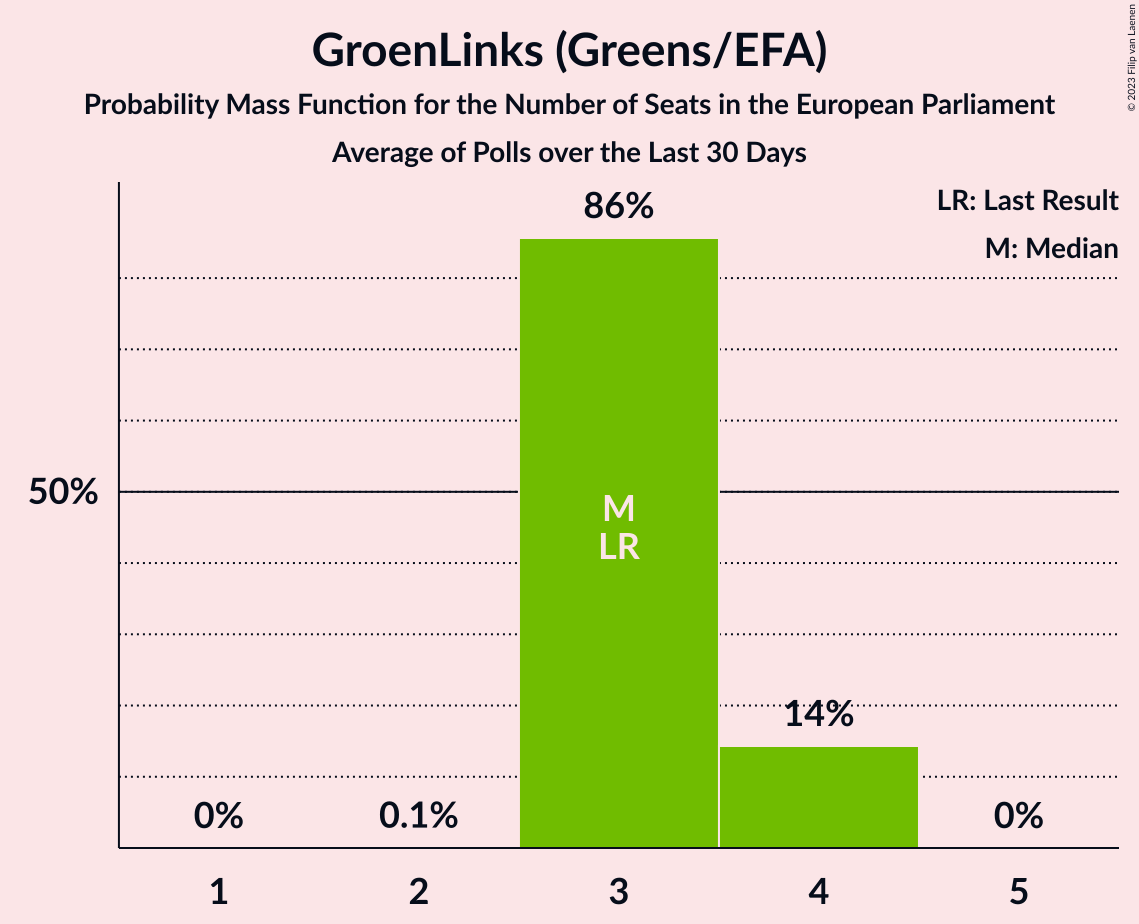 GroenLinks (Greens/EFA)
Probability Mass Function for the Number of Seats in the European Parliament
Average of Polls over the Last 30 Days
© 2023 Filip van Laenen
LR: Last Result
M: Median
86%
50%
M
LR
14%
0%
0.1%
0%
1
2
3
4
5